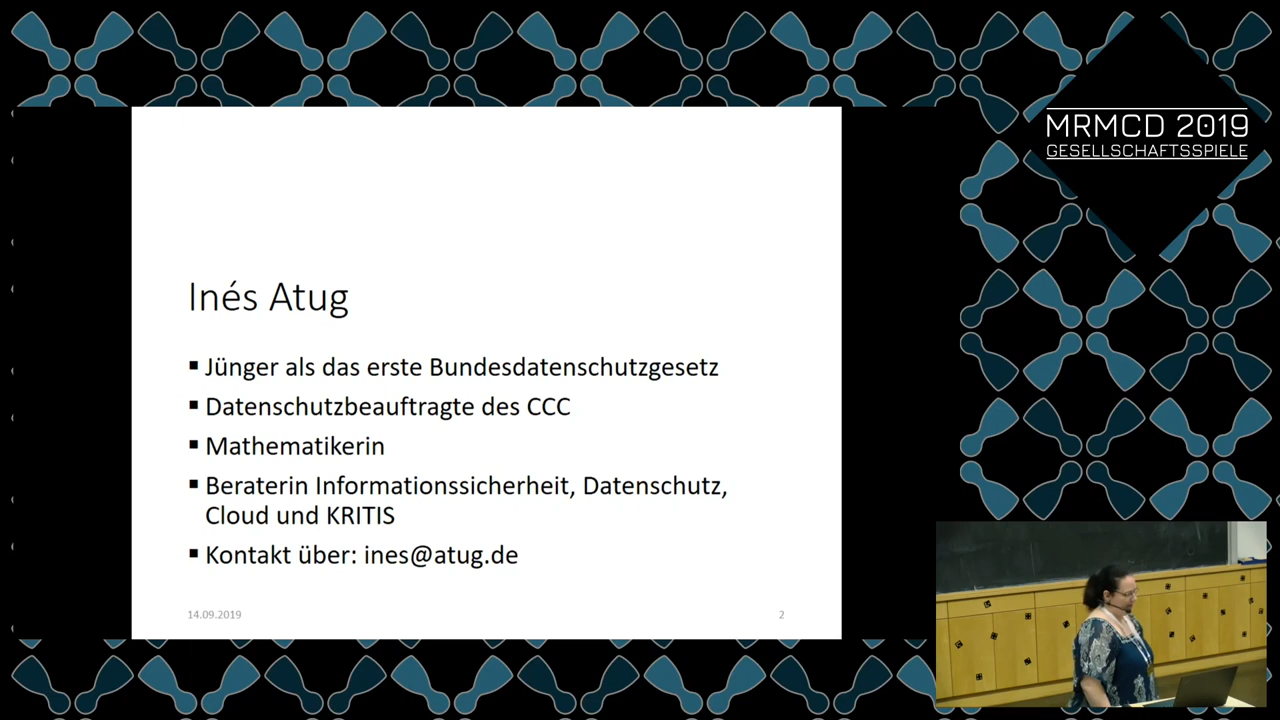 MRMCD 2019
GESELLSCHAFTSSPIELE
Inés Atug
▪ Jünger als das erste Bundesdatenschutzgesetz
▪ Datenschutzbeauftragte des CCC
▪ Mathematikerin
▪ Beraterin Informationssicherheit, Datenschutz,
Cloud und KRITIS
▪ Kontakt über: ines@atug.de
14.09.2019
2